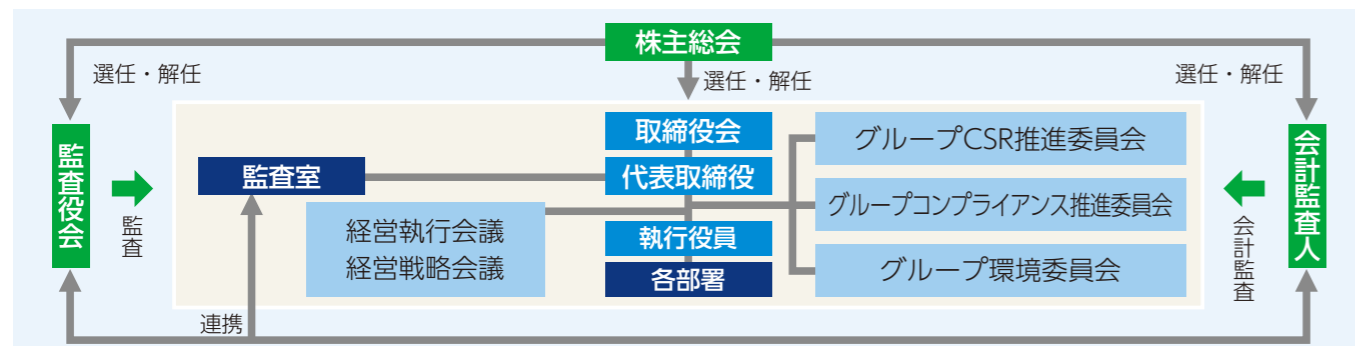 株主総会
選任・解任
選任・解任
選任・解任
監査役会
監査
取締役会
代表取締役
執行役員
各部署
監査室
経営執行会議
経営戦略会議
グループCSR推進委員会
グループコンプライアンス推進委員会
グループ環境委員会
会計監査人
会計監査
連携